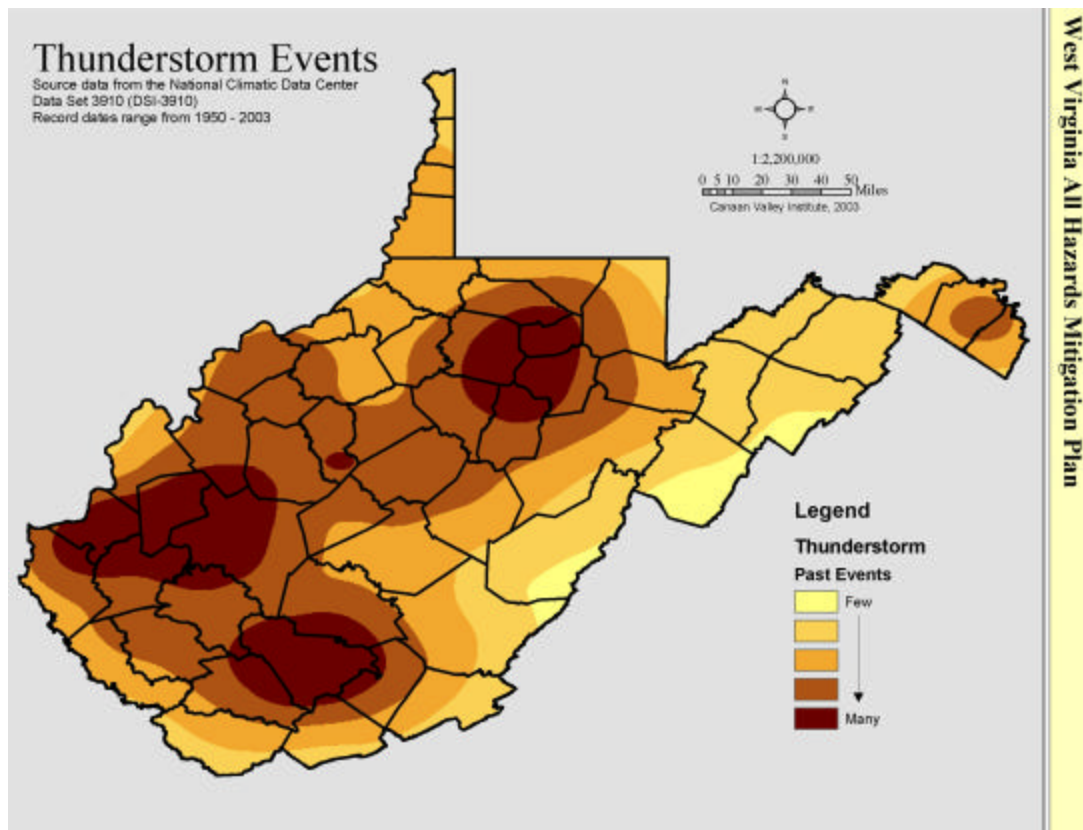 Thunderstorm Events
Source data from the National Climatic Data Center
Data Set 3910 (DSI-3910)
Record dates range from 1950 - 2003
N
W E
S
1:2,200,000
0 5 10 20 30 40 50
Miles
Canaan Valley Institute, 2003
Legend
Thunderstorm
Past Events
Few
Many
West Virginia All Hazards Mitigation Plan